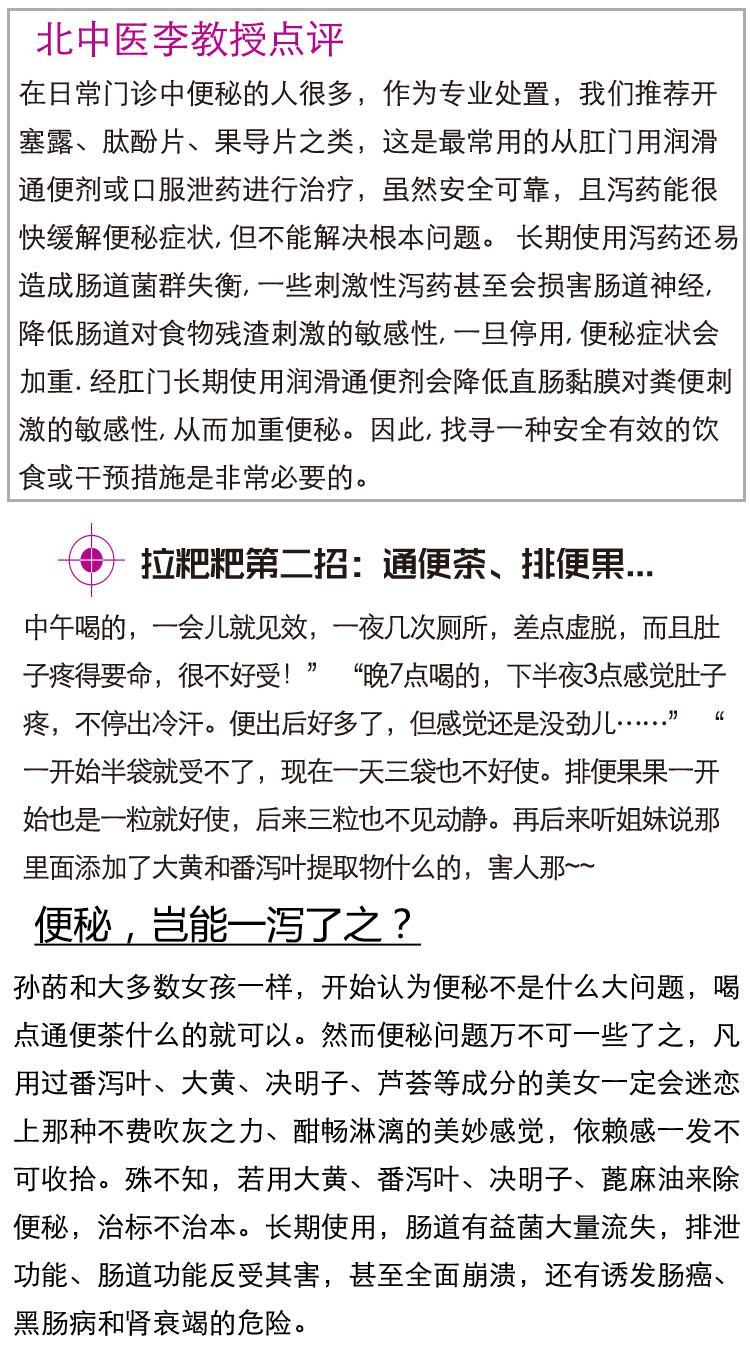 北中医李教授点评
在日常门诊中便秘的人很多，作为专业处置，我们推荐开
塞露、肽酚片、果导片之类，这是最常用的从肛门用润滑
通便剂或口服泄药进行治疗，虽然安全可靠，且泻药能很
快缓解便秘症状, 但不能解决根本问题。 长期使用泻药还易
造成肠道菌群失衡, 一些刺激性泻药甚至会损害肠道神经,
降低肠道对食物残渣刺激的敏感性, 一旦停用, 便秘症状会
加重. 经肛门长期使用润滑通便剂会降低直肠黏膜对粪便刺
激的敏感性, 从而加重便秘。因此, 找寻一种安全有效的饮
食或干预措施是非常必要的。
拉粑粑第二招：通便茶、排便果...
中午喝的，一会儿就见效，一夜几次厕所，差点虚脱，而且肚
子疼得要命，很不好受！” “晚7点喝的，下半夜3点感觉肚子
疼，不停出冷汗。便出后好多了，但感觉还是没劲儿……” “
一开始半袋就受不了，现在一天三袋也不好使。排便果果一开
始也是一粒就好使，后来三粒也不见动静。再后来听姐妹说那
里面添加了大黄和番泻叶提取物什么的，害人那~~
便秘，岂能一泻了之？
孙菂和大多数女孩一样，开始认为便秘不是什么大问题，喝
点通便茶什么的就可以。然而便秘问题万不可一些了之，凡
用过番泻叶、大黄、决明子、芦荟等成分的美女一定会迷恋
上那种不费吹灰之力、酣畅淋漓的美妙感觉，依赖感一发不
可收拾。殊不知，若用大黄、番泻叶、决明子、蓖麻油来除
便秘，治标不治本。长期使用，肠道有益菌大量流失，排泄
功能、肠道功能反受其害，甚至全面崩溃，还有诱发肠癌、
黑肠病和肾衰竭的危险。